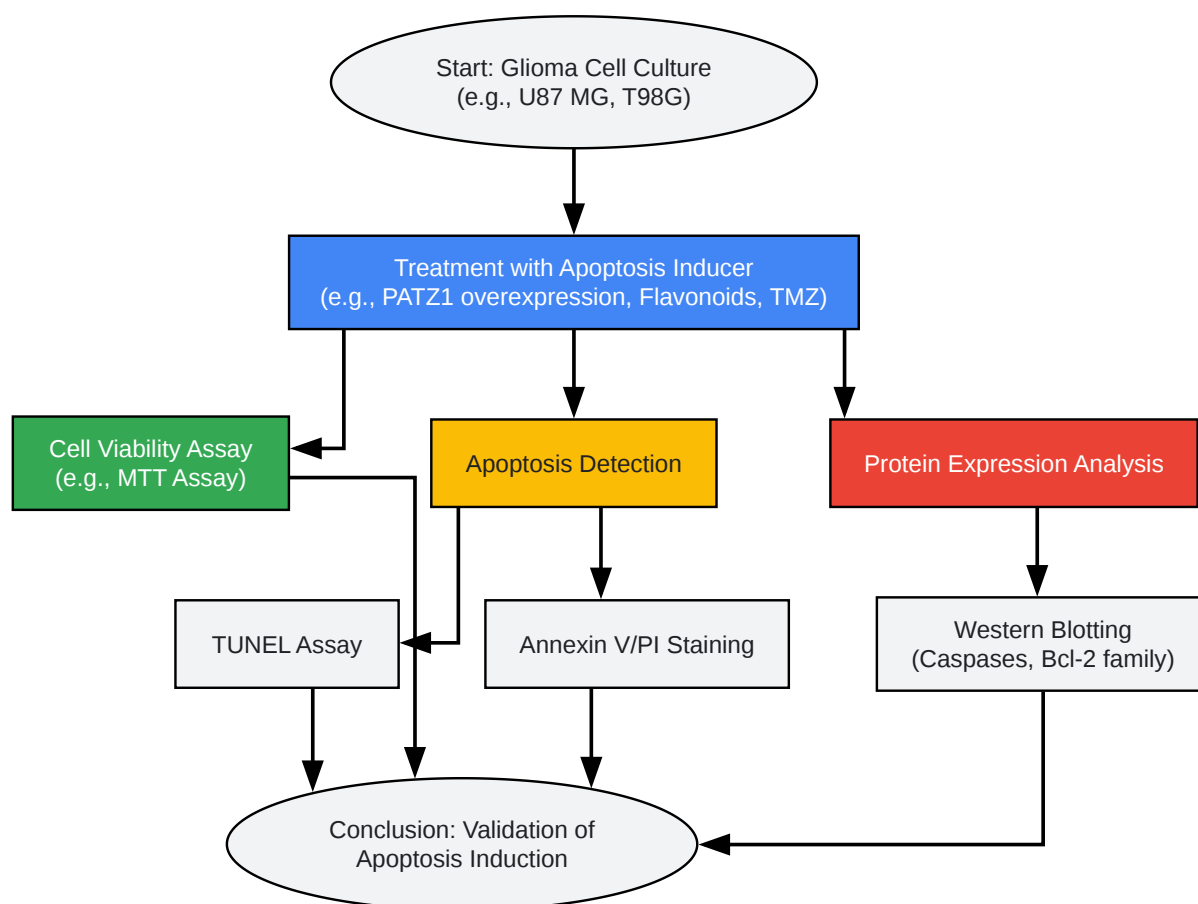 Start: Glioma Cell Culture
(e.g., U87 MG, T98G)
Treatment with Apoptosis Inducer
(e.g., PATZ1 overexpression, Flavonoids, TMZ)
Cell Viability Assay
(e.g., MTT Assay)
Apoptosis Detection
Protein Expression Analysis
TUNEL Assay
Annexin V/PI Staining
Western Blotting
(Caspases, Bcl-2 family)
Conclusion: Validation of
Apoptosis Induction